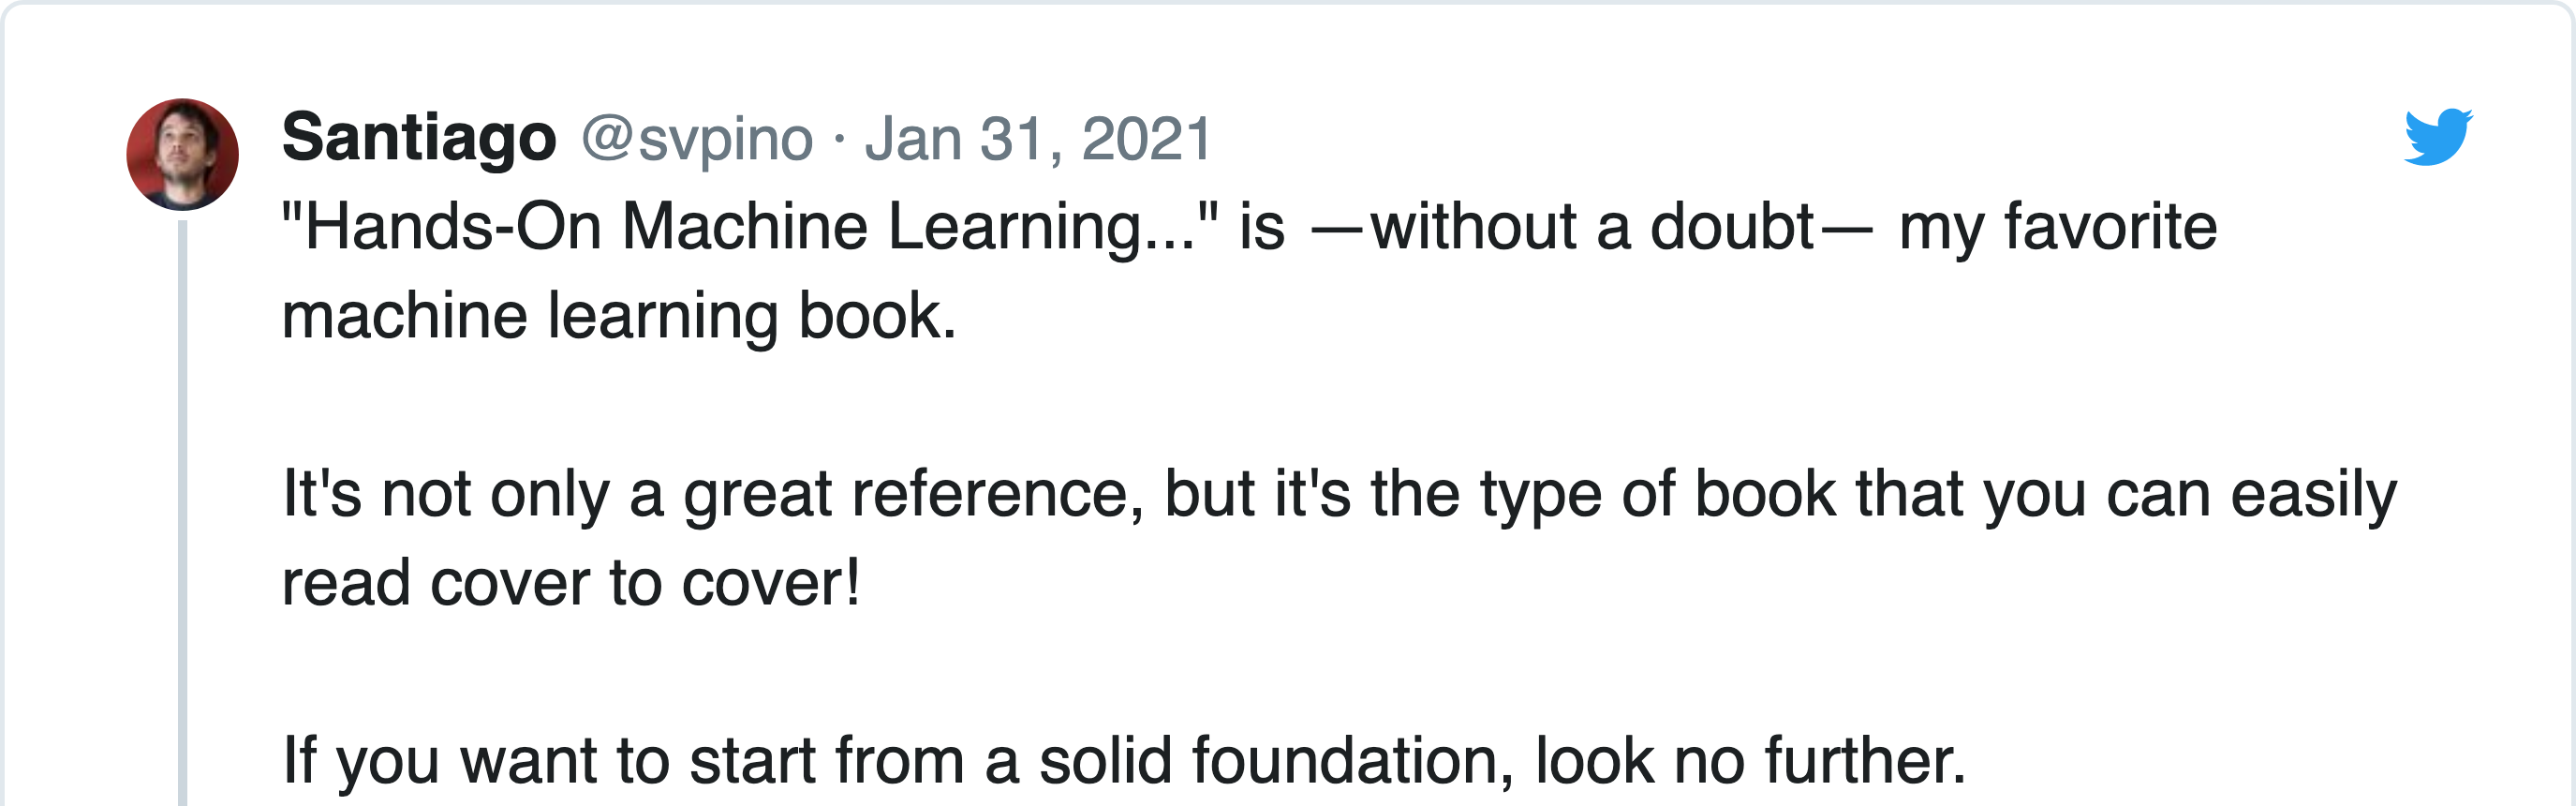 Santiago @svpino · Jan 31, 2021
"Hands-On Machine Learning..." is —without a doubt— my favorite
machine learning book.
It's not only a great reference, but it's the type of book that you can easily
read cover to cover!
If you want to start from a solid foundation, look no further.